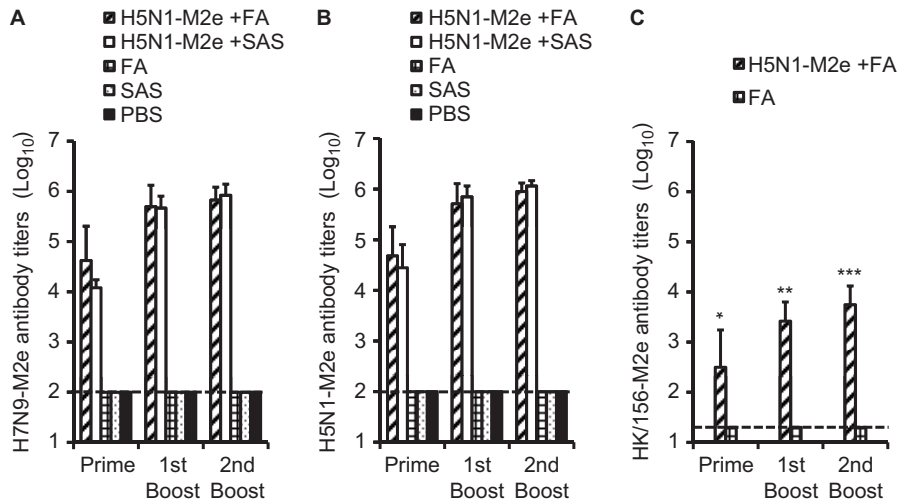 A
H5N1-M2e +FA
H5N1-M2e +SAS
FA
SAS
PBS
H7N9-M2e antibody titers (Log10)
7
6
5
4
3
2
1
Prime
1st Boost
2nd Boost
B
H5N1-M2e +FA
H5N1-M2e +SAS
FA
SAS
PBS
H5N1-M2e antibody titers (Log10)
7
6
5
4
3
2
1
Prime
1st Boost
2nd Boost
C
H5N1-M2e +FA
FA
HK/156-M2e antibody titers (Log10)
7
6
5
4
3
2
1
*
**
***
Prime
1st Boost
2nd Boost